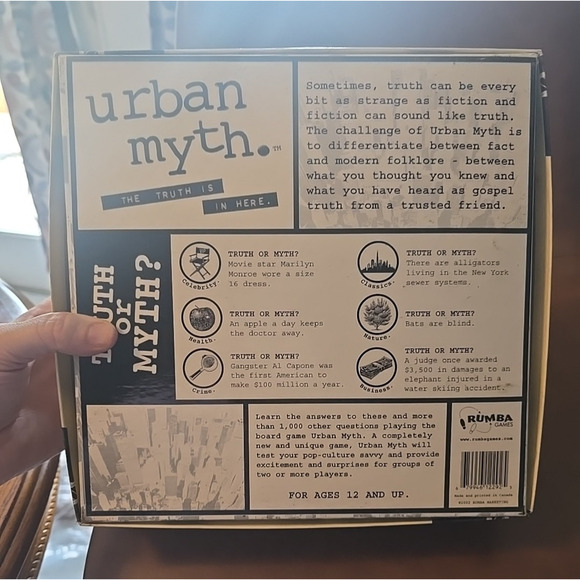 urban
myth.™
THE TRUTH IS
IN HERE.
Sometimes, truth can be every
bit as strange as fiction and
fiction can sound like truth.
The challenge of Urban Myth is
to differentiate between fact
and modern folklore - between
what you thought you knew and
what you have heard as gospel
truth from a trusted friend.
TRUTH
or
MYTH?
Celebrity.
TRUTH OR MYTH?
Movie star Marilyn
Monroe wore a size
16 dress.
Health.
TRUTH OR MYTH?
An apple a day keeps
the doctor away.
Crime.
TRUTH OR MYTH?
Gangster Al Capone was
the first American to
make $100 million a year.
Classics.
TRUTH OR MYTH?
There are alligators
living in the New York
sewer systems.
Nature.
TRUTH OR MYTH?
Bats are blind.
Business.
TRUTH OR MYTH?
A judge once awarded
$3,500 in damages to an
elephant injured in a
water skiing accident.
Learn the answers to these and more
than 1,000 other questions playing the
board game Urban Myth. A completely
new and unique game, Urban Myth will
test your pop-culture savvy and provide
excitement and surprises for groups of
two or more players.
FOR AGES 12 AND UP.
RUMBA
GAMES
www.rumbagames.com
Made and printed in Canada